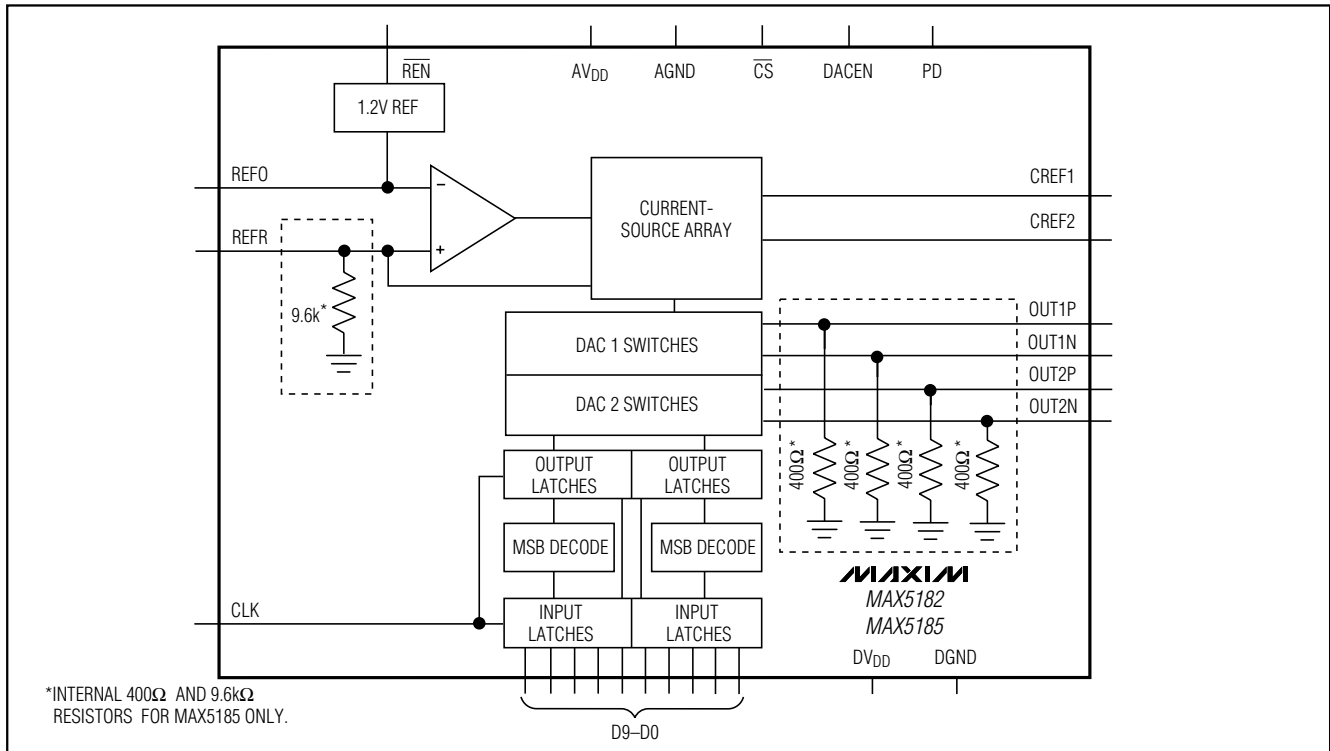 REN
AVDD
AGND
CS
DACEN
PD
1.2V REF
REFO
−
CREF1
CURRENT-
SOURCE ARRAY
CREF2
REFR
+
9.6k*
OUT1P
DAC 1 SWITCHES
OUT1N
OUT2P
DAC 2 SWITCHES
OUT2N
400Ω*
400Ω*
400Ω*
400Ω*
OUTPUT
LATCHES
OUTPUT
LATCHES
MSB DECODE
MSB DECODE
MAXIM
MAX5182
MAX5185
CLK
INPUT
LATCHES
INPUT
LATCHES
DVDD
DGND
*INTERNAL 400Ω AND 9.6kΩ
RESISTORS FOR MAX5185 ONLY.
D9–D0